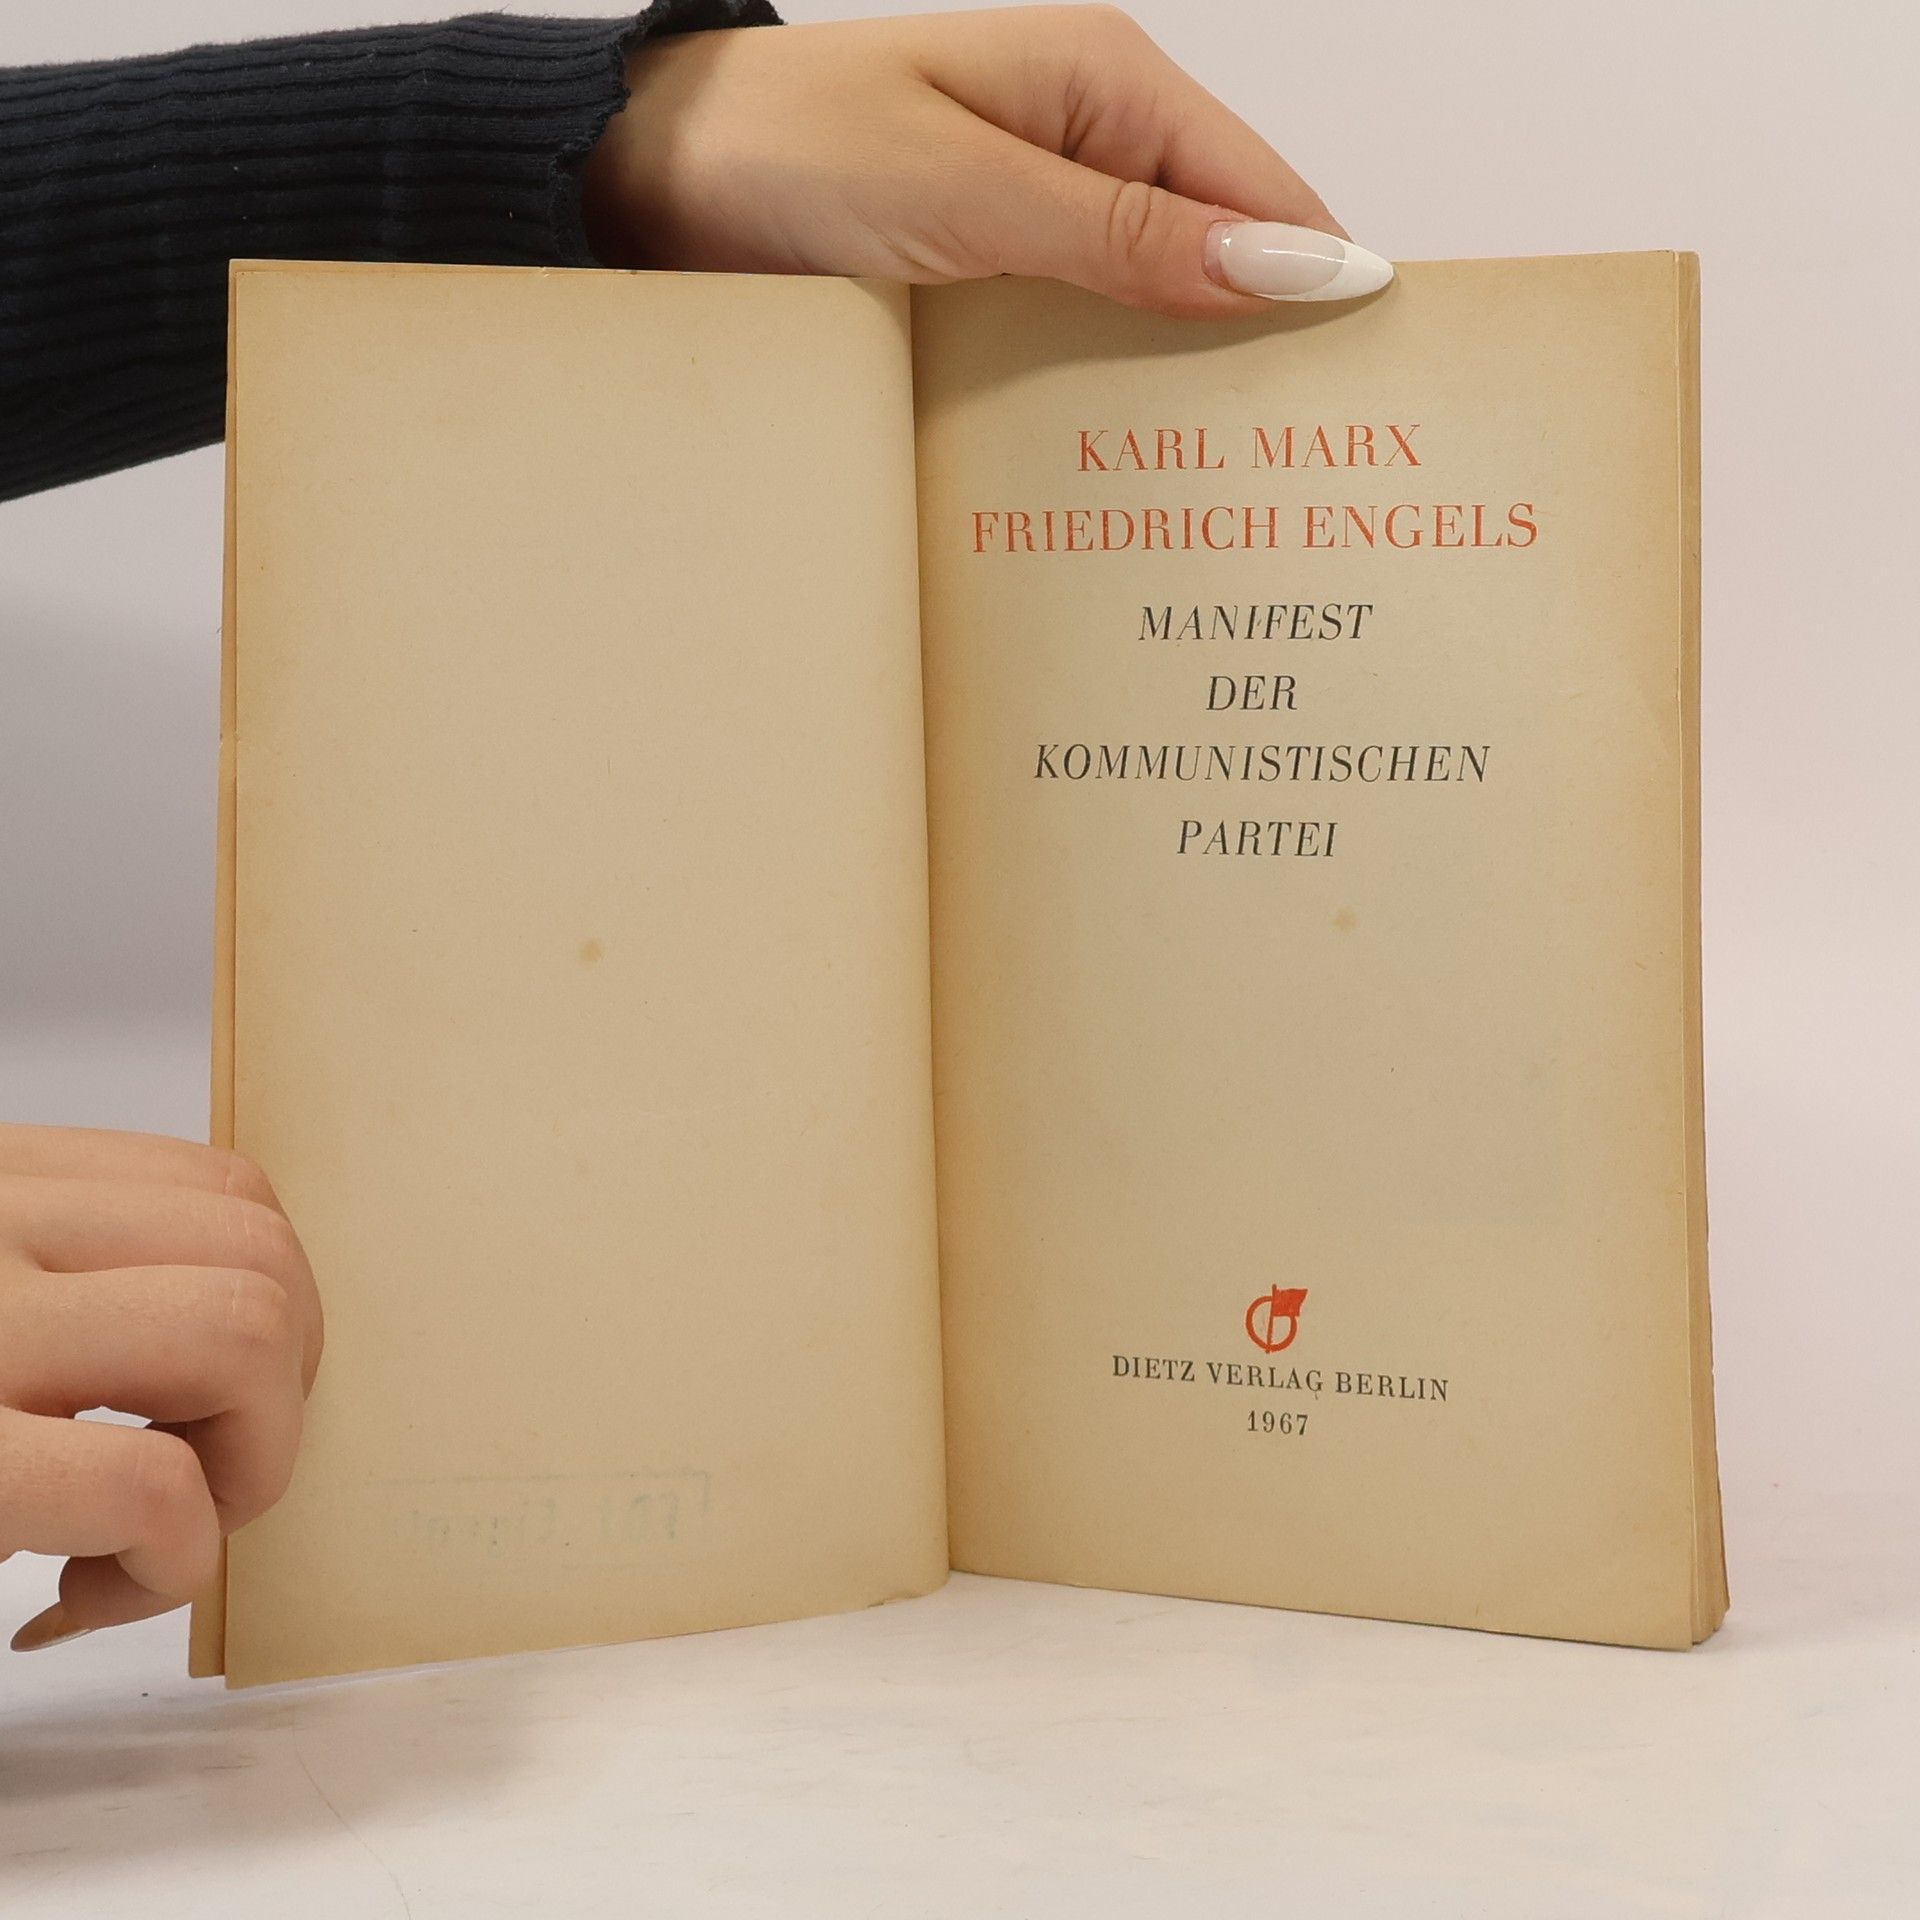 KARL MARX
FRIEDRICH ENGELS
MANIFEST
DER
KOMMUNISTISCHEN
PARTEI
DIETZ VERLAG BERLIN
1967